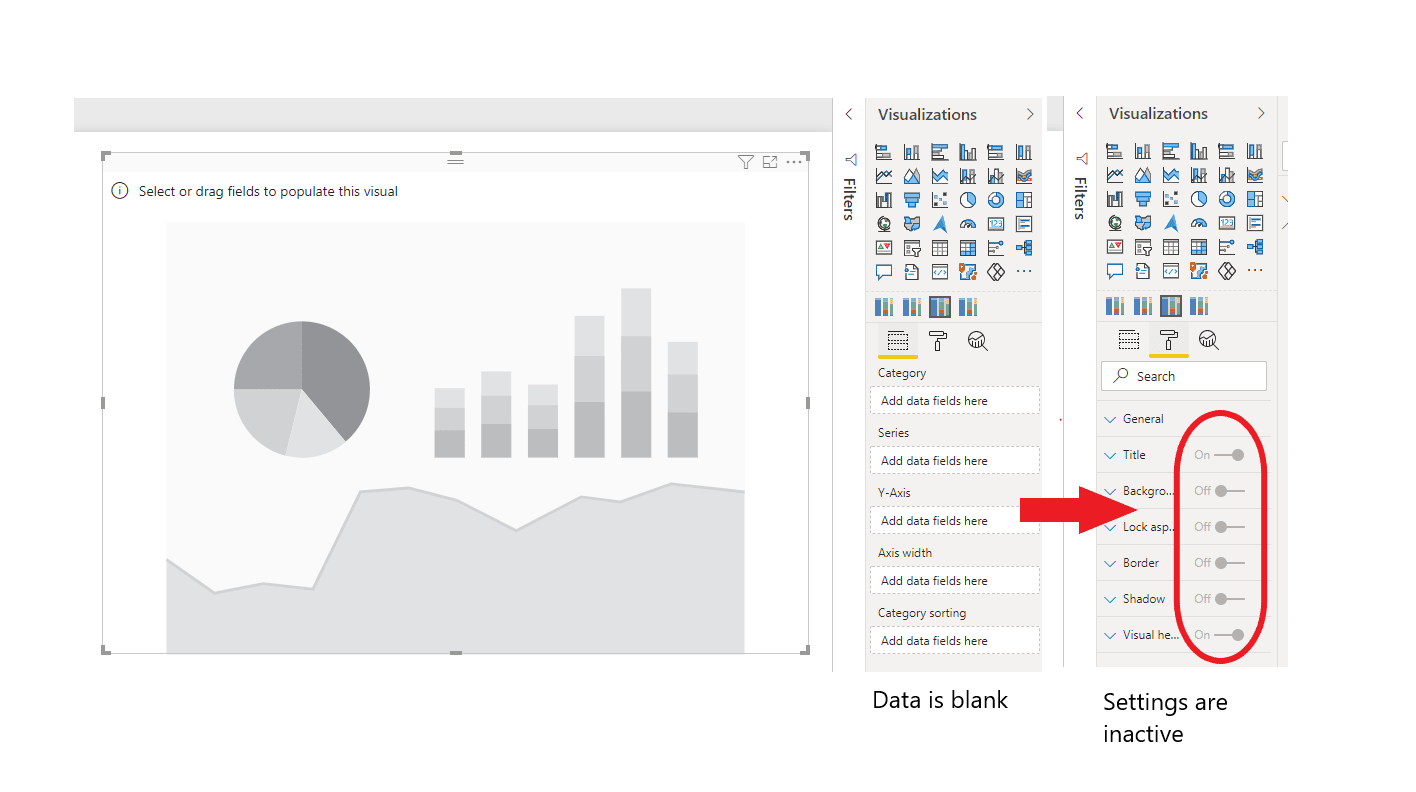 Select or drag fields to populate this visual
Filters
Visualizations
123
Category
Add data fields here
Series
Add data fields here
Y-Axis
Add data fields here
Axis width
Add data fields here
Category sorting
Add data fields here
Data is blank
Filters
Visualizations
123
Search
General
Title On
Backgro... Off
Lock asp... Off
Border Off
Shadow Off
Visual he... On
Settings are
inactive